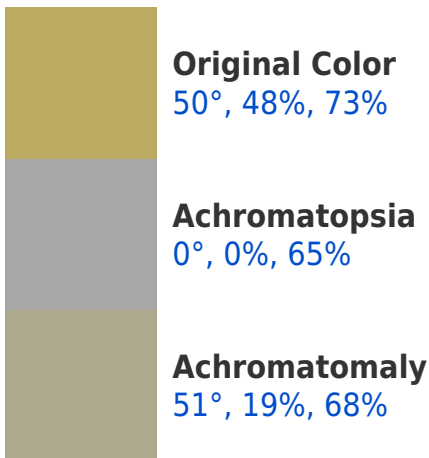 Original Color
50°, 48%, 73%
Achromatopsia
0°, 0%, 65%
Achromatomaly
51°, 19%, 68%